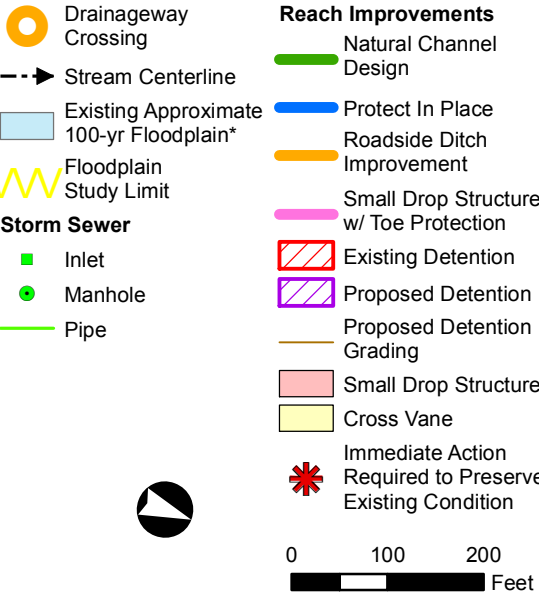 Drainageway
Crossing
Stream Centerline
Existing Approximate
100-yr Floodplain*
Floodplain
Study Limit
Storm Sewer
Inlet
Manhole
Pipe
Reach Improvements
Natural Channel
Design
Protect In Place
Roadside Ditch
Improvement
Small Drop Structure
w/ Toe Protection
Existing Detention
Proposed Detention
Proposed Detention
Grading
Small Drop Structure
Cross Vane
Immediate Action
Required to Preserve
Existing Condition
0 100 200
Feet